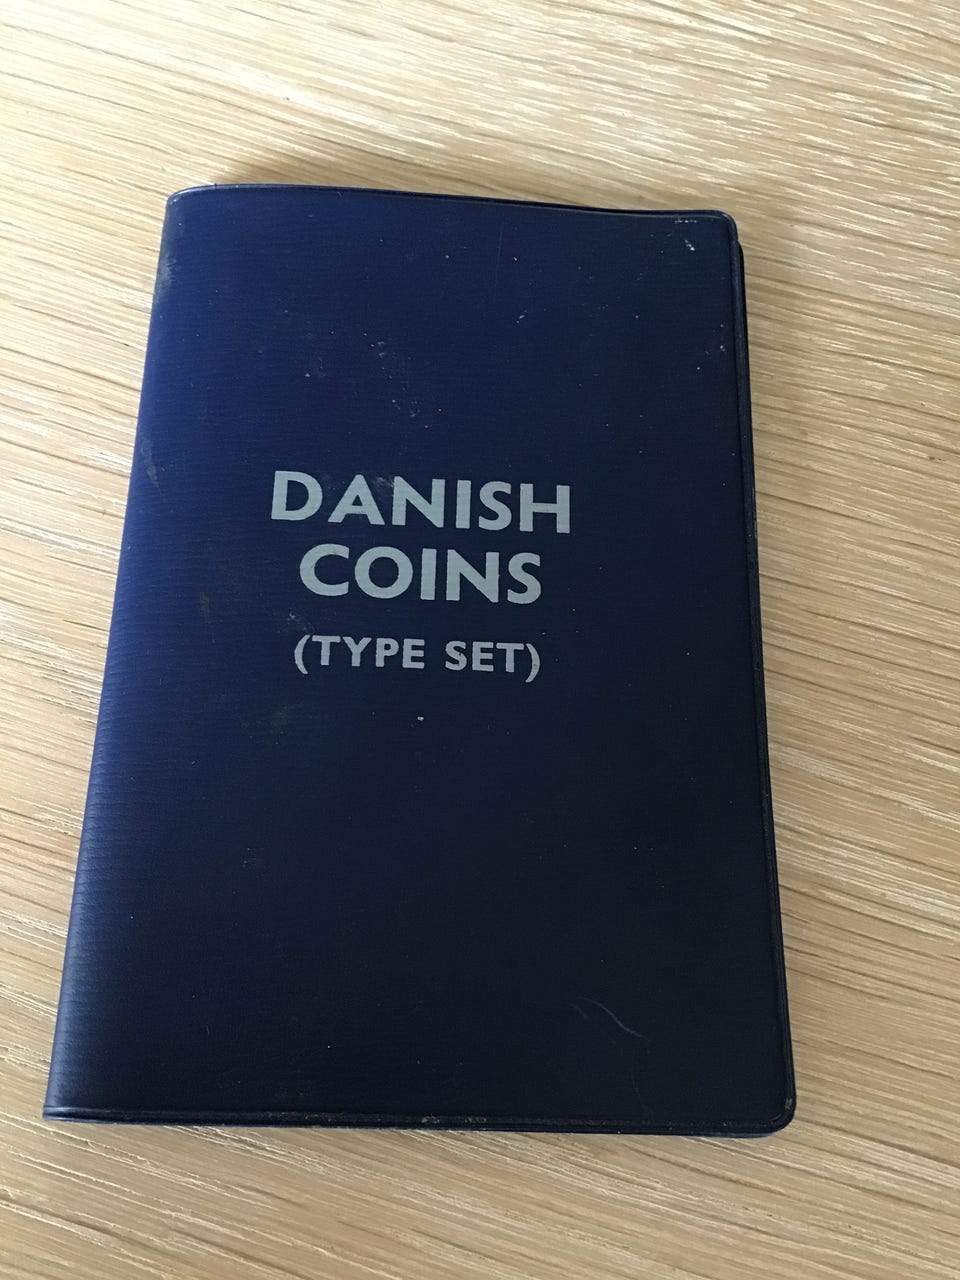 DANISH
COINS
(TYPE SET)